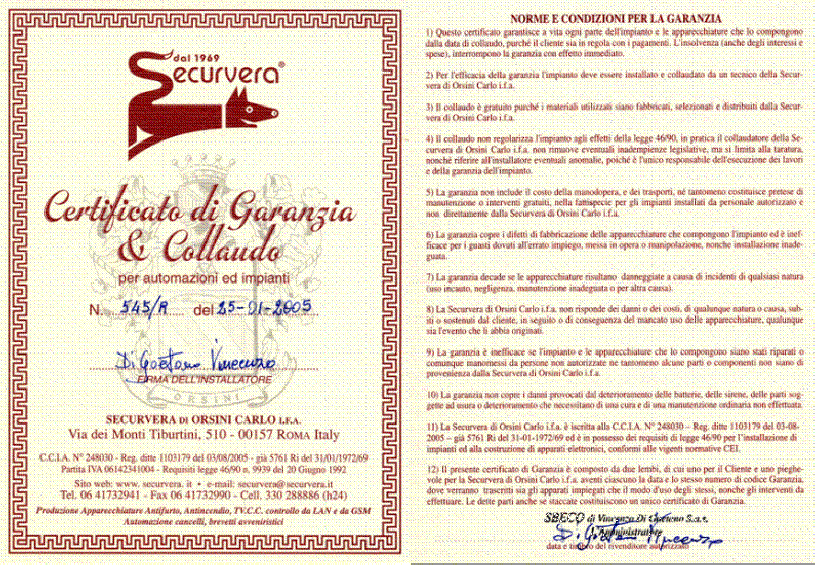 dal 1969
Securvera®
Certificato di Garanzia
& Collaudo
per automazioni ed impianti
N. 545/R del 25-01-2005
Di Gaetano Vincenzo
FIRMA DELL'INSTALLATORE
ORSINI
SECURVERA DI ORSINI CARLO I.F.A.
Via dei Monti Tiburtini, 510 - 00157 ROMA Italy
C.C.I.A. N° 248030 - Reg. ditte 1103179 del 03/08/2005 - già 5761 Ri del 31/01/1972/69
Partita IVA 06142341004 - Requisiti legge 46/90 n. 9939 del 20 Giugno 1992
Sito web: www.securvera. it • e-mail: securvera@securvera.it
Tel. 06 41732941 - Fax 06 41732990 - Cell. 330 288886 (h24)
Produzione Apparecchiature Antifurto, Antincendio, TV.C.C. controllo da LAN e da GSM
Automazione cancelli, brevetti avveniristici
NORME E CONDIZIONI PER LA GARANZIA
1) Questo certificato garantisce a vita ogni parte dell'impianto e le apparecchiature che lo compongono
dalla data di collaudo, purché il cliente sia in regola con i pagamenti. L'insolvenza (anche degli interessi e
spese), interrompono la garanzia con effetto immediato.
2) Per l'efficacia della garanzia l'impianto deve essere installato e collaudato da un tecnico della Secur-
vera di Orsini Carlo i.f.a.
3) Il collaudo è gratuito purché i materiali utilizzati siano fabbricati, selezionati e distribuiti dalla Secur-
vera di Orsini Carlo i.f.a.
4) Il collaudo non regolarizza l'impianto agli effetti della legge 46/90, in pratica il collaudatore della Se-
curvera di Orsini Carlo i.f.a. non rimuove eventuali inadempienze legislative, ma si limita alla taratura,
nonché riferire all'installatore eventuali anomalie, poiché è l'unico responsabile dell'esecuzione dei lavori
e della garanzia dell'impianto.
5) La garanzia non include il costo della manodopera, e dei trasporti, né tantomeno costituisce pretese di
manutenzione o interventi gratuiti, nella fattispecie per gli impianti installati da personale autorizzato e
non direttamente dalla Securvera di Orsini Carlo i.f.a.
6) La garanzia copre i difetti di fabbricazione delle apparecchiature che compongono l'impianto ed è inef-
ficace per i guasti dovuti all'errato impiego, messa in opera o manipolazione, nonche installazione inade-
guata.
7) La garanzia decade se le apparecchiature risultano danneggiate a causa di incidenti di qualsiasi natura
(uso incauto, negligenza, manutenzione inadeguata o per altra causa).
8) La Securvera di Orsini Carlo i.f.a. non risponde dei danni o dei costi, di qualunque natura o causa, sub-
iti o sostenuti dal cliente, in seguito o di conseguenza del mancato uso delle apparecchiature, qualunque
sia l'evento che li abbia originati.
9) La garanzia è inefficace se l'impianto e le apparecchiature che lo compongono siano stati riparati o
comunque manomessi da persone non autorizzate ne tantomeno alcune parti o componenti non siano di
provenienza dalla Securvera di Orsini Carlo i.f.a.
10) La garanzia non copre i danni provocati dal deterioramento delle batterie, delle sirene, delle parti sog-
gette ad usura o deterioramento che necessitano di una cura e di una manutenzione ordinaria non effettuata.
11) La Securvera di Orsini Carlo i.f.a. è iscritta alla C.C.I.A. N° 248030 – Reg. ditte 1103179 del 03-08-
2005 – già 5761 Ri del 31-01-1972/69 ed è in possesso dei requisiti di legge 46/90 per l'installazione di
impianti ed alla costruzione di apparati elettronici, conformi alle vigenti normative CEI.
12) Il presente certificato di Garanzia è composto da due lembi, di cui uno per il Cliente e uno pieghe-
vole per la Securvera di Orsini Carlo i.f.a. aventi ciascuno la data e lo stesso numero di codice Garanzia,
dove verranno trascritti sia gli apparati impiegati che il modo d'uso degli stessi, nonche gli interventi da
effettuare. Le dette parti anche se staccate costituiscono un unico certificato di Garanzia.
di Vincenzo Di Gaetano S.a.s.
Amministratore
Di Gaetano Vincenzo
data e timbro del rivenditore autorizzato